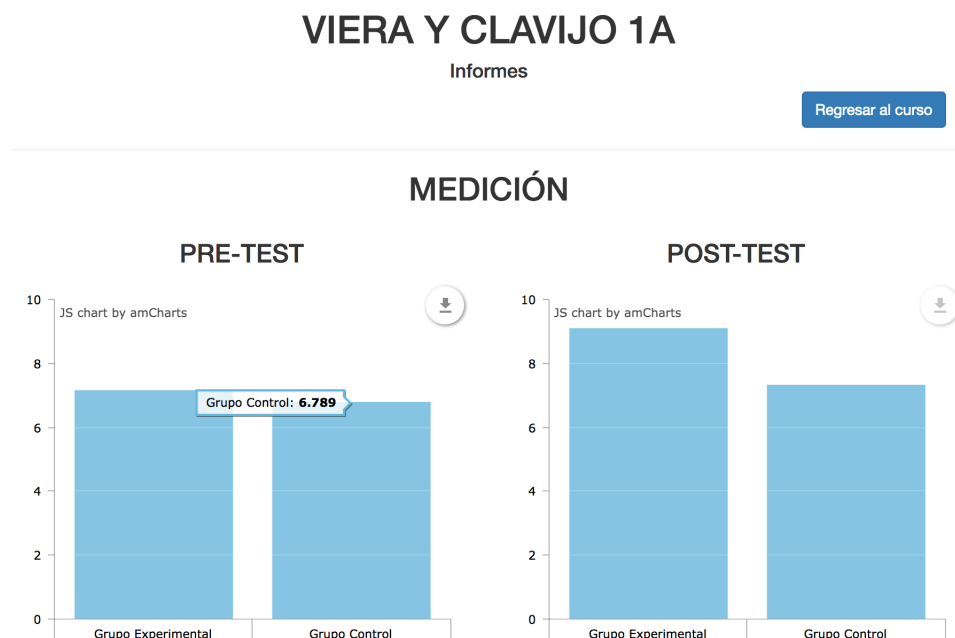 VIERA Y CLAVIJO 1A
Informes
Regresar al curso
MEDICIÓN
PRE-TEST
10
JS chart by amCharts
8
Grupo Control: 6.789
6
4
2
0
Grupo Experimental
Grupo Control
POST-TEST
10
JS chart by amCharts
8
6
4
2
0
Grupo Experimental
Grupo Control